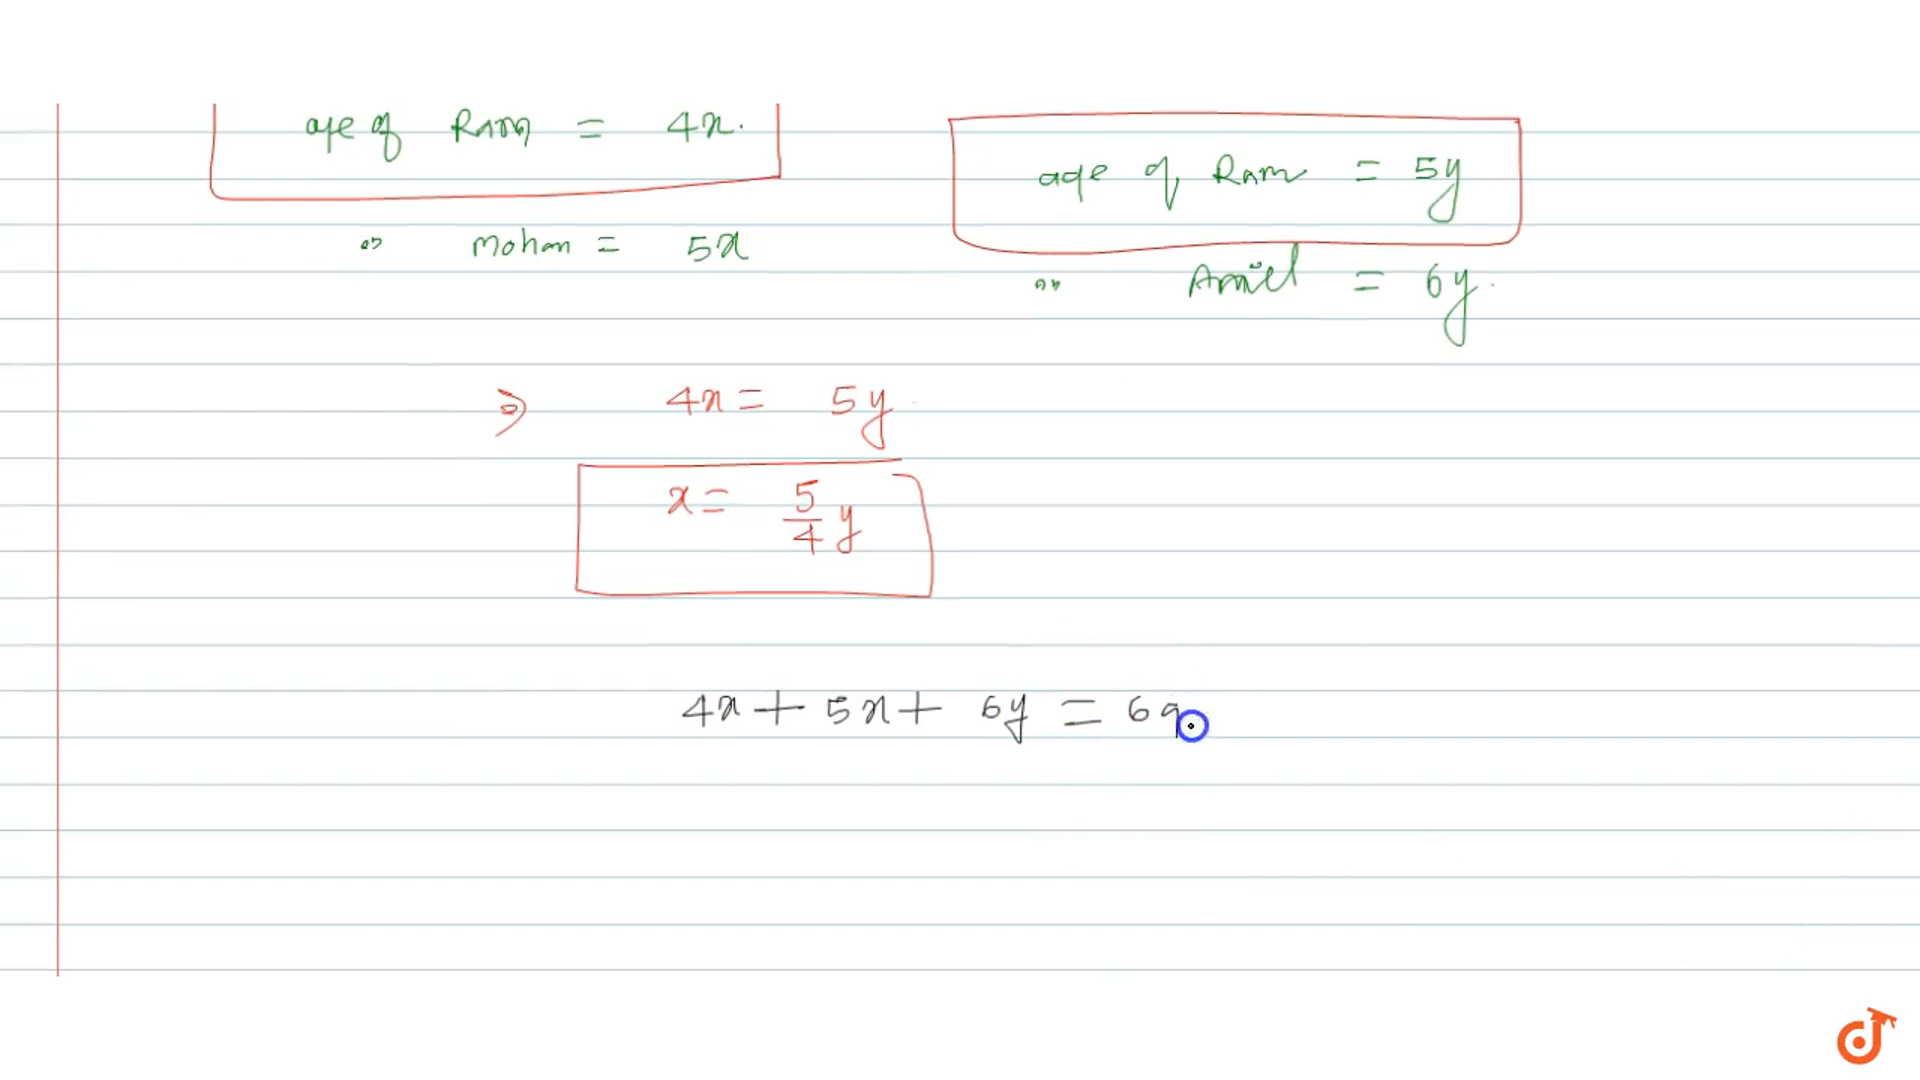 age of Ram = 4x.
age of Ram = 5y
" Mohan = 5x
" Amil = 6y.
⇒ 4x = 5y
x = 5/4 y
4x + 5x + 6y = 69